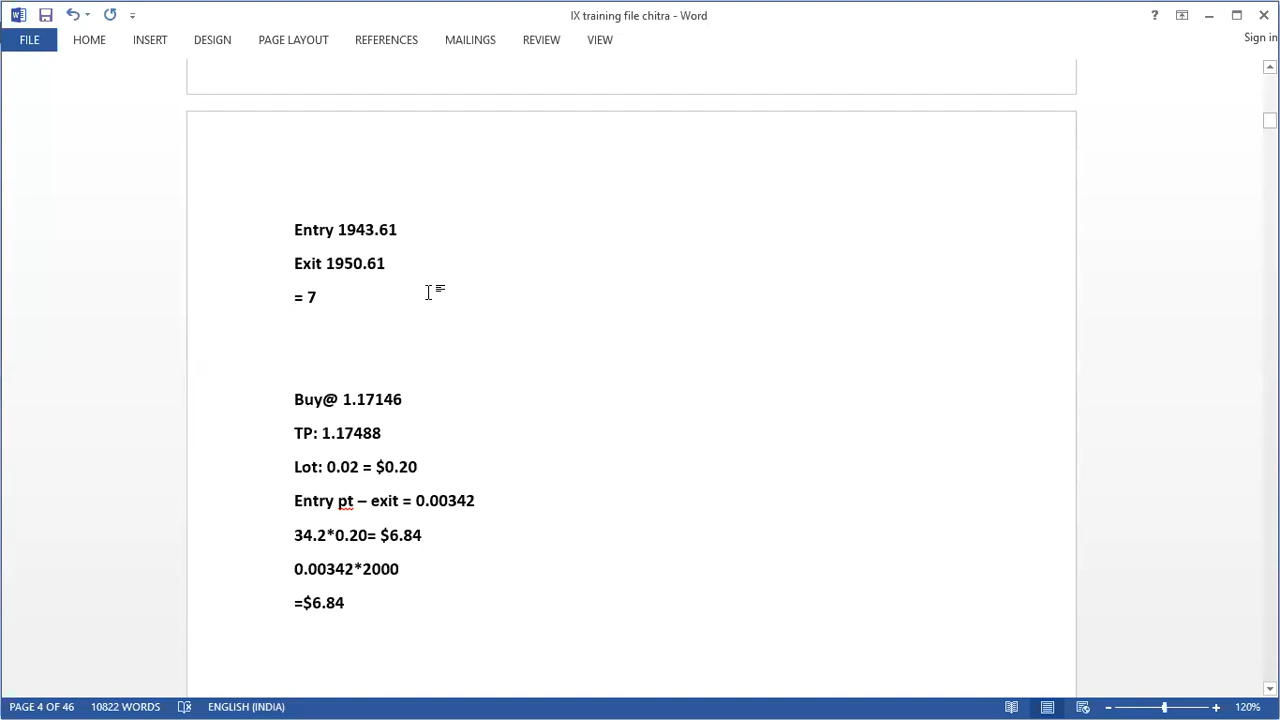 IX training file chitra - Word
?
Sign in
FILE HOME INSERT DESIGN PAGE LAYOUT REFERENCES MAILINGS REVIEW VIEW
Entry 1943.61
Exit 1950.61
= 7
Buy@ 1.17146
TP: 1.17488
Lot: 0.02 = $0.20
Entry pt – exit = 0.00342
34.2*0.20= $6.84
0.00342*2000
=$6.84
PAGE 4 OF 46 10822 WORDS ENGLISH (INDIA) 120%